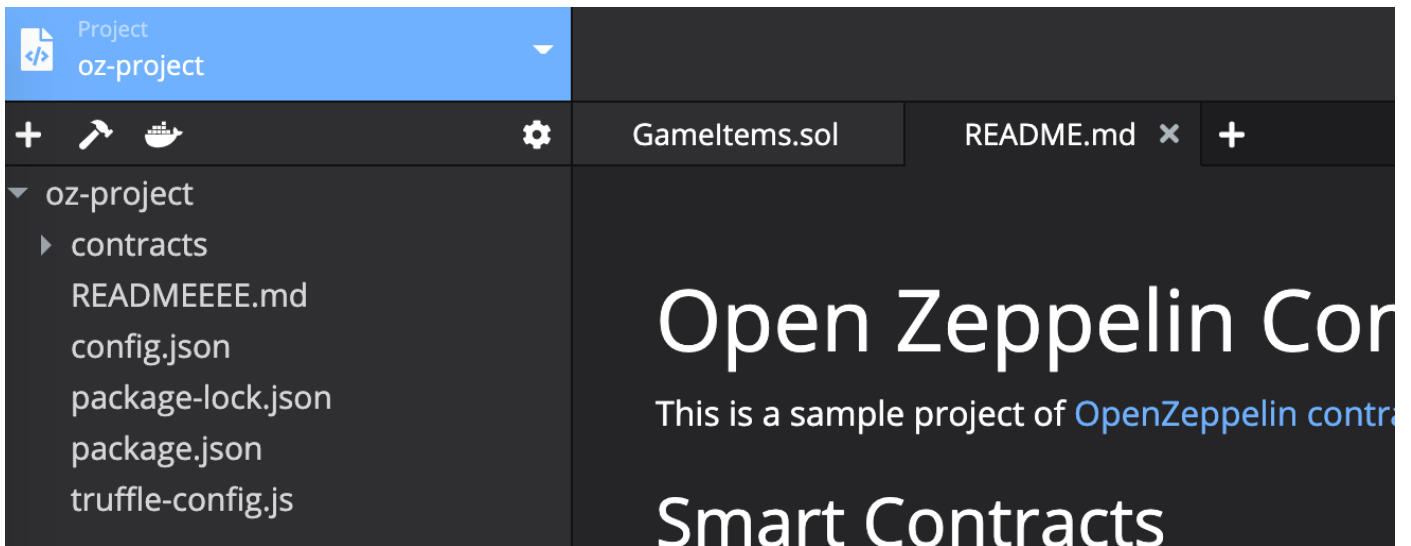 Project
oz-project
GameItems.sol
README.md
oz-project
contracts
READMEEEE.md
config.json
package-lock.json
package.json
truffle-config.js
Open Zeppelin Con
This is a sample project of OpenZeppelin contra
Smart Contracts